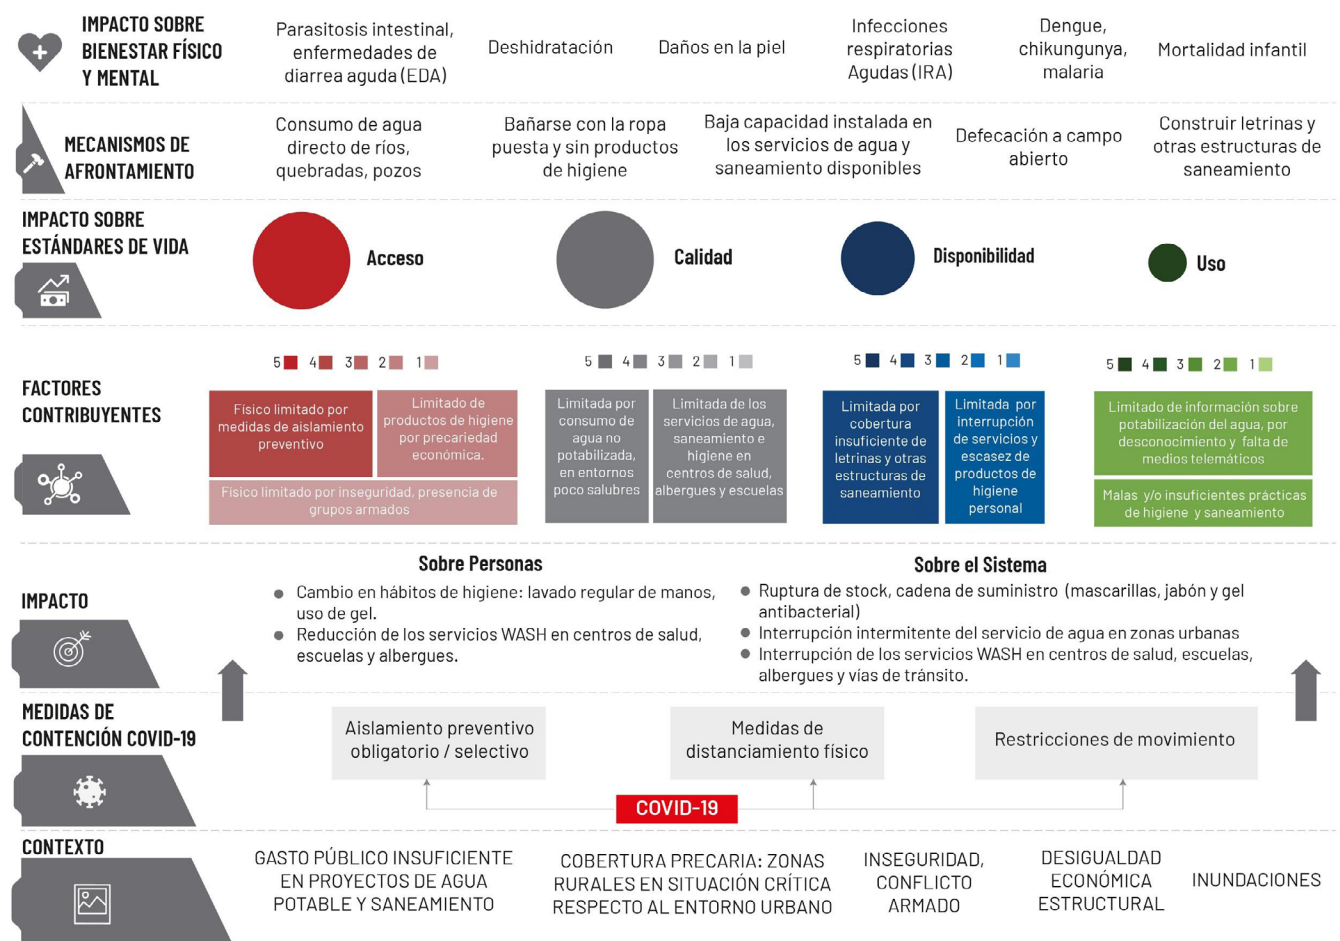 IMPACTO SOBRE
BIENESTAR FÍSICO
Y MENTAL
Parasitosis intestinal,
enfermedades de
diarrea aguda (EDA)
Deshidratación
Daños en la piel
Infecciones
respiratorias
Agudas (IRA)
Dengue,
chikungunya,
malaria
Mortalidad infantil
MECANISMOS DE
AFRONTAMIENTO
Consumo de agua
directo de ríos,
quebradas, pozos
Bañarse con la ropa
puesta y sin productos
de higiene
Baja capacidad instalada en
los servicios de agua y
saneamiento disponibles
Defecación a campo
abierto
Construir letrinas y
otras estructuras de
saneamiento
IMPACTO SOBRE
ESTÁNDARES DE VIDA
Acceso
Calidad
Disponibilidad
Uso
FACTORES
CONTRIBUYENTES
5 4 3 2 1
Físico limitado por
medidas de aislamiento
preventivo
Limitado de
productos de higiene
por precariedad
económica.
Físico limitado por inseguridad, presencia de
grupos armados
5 4 3 2 1
Limitada por
consumo de
agua no
potabilizada,
en entornos
poco salubres
Limitada de los
servicios de agua,
saneamiento e
higiene en
centros de salud,
albergues y escuelas
5 4 3 2 1
Limitada por
cobertura
insuficiente de
letrinas y otras
estructuras de
saneamiento
Limitada por
interrupción
de servicios y
escasez de
productos de
higiene
personal
5 4 3 2 1
Limitado de información sobre
potabilización del agua, por
desconocimiento y falta de
medios telemáticos
Malas y/o insuficientes prácticas
de higiene y saneamiento
IMPACTO
Sobre Personas
Cambio en hábitos de higiene: lavado regular de manos,
uso de gel.
Reducción de los servicios WASH en centros de salud,
escuelas y albergues.
Sobre el Sistema
Ruptura de stock, cadena de suministro (mascarillas, jabón y gel
antibacterial)
Interrupción intermitente del servicio de agua en zonas urbanas
Interrupción de los servicios WASH en centros de salud, escuelas,
albergues y vías de tránsito.
MEDIDAS DE
CONTENCIÓN COVID-19
Aislamiento preventivo
obligatorio / selectivo
Medidas de
distanciamiento físico
Restricciones de movimiento
COVID-19
CONTEXTO
GASTO PÚBLICO INSUFICIENTE
EN PROYECTOS DE AGUA
POTABLE Y SANEAMIENTO
COBERTURA PRECARIA: ZONAS
RURALES EN SITUACIÓN CRÍTICA
RESPECTO AL ENTORNO URBANO
INSEGURIDAD,
CONFLICTO
ARMADO
DESIGUALDAD
ECONÓMICA
ESTRUCTURAL
INUNDACIONES